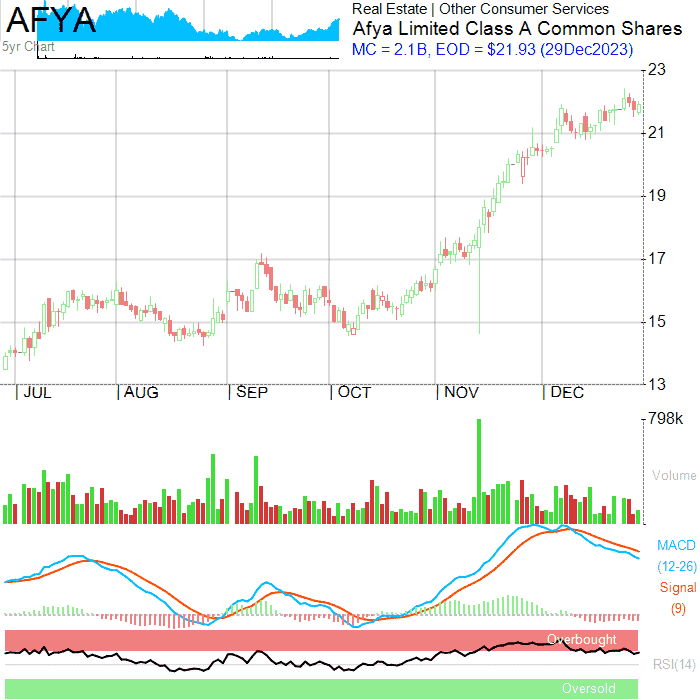 AFYA
5yr Chart
Real Estate | Other Consumer Services
Afya Limited Class A Common Shares
MC = 2.1B, EOD = $21.93 (29Dec2023)
23
21
19
17
15
13
JUL AUG SEP OCT NOV DEC
798k
Volume
MACD
(12-26)
Signal
(9)
Overbought
RSI(14)
Oversold